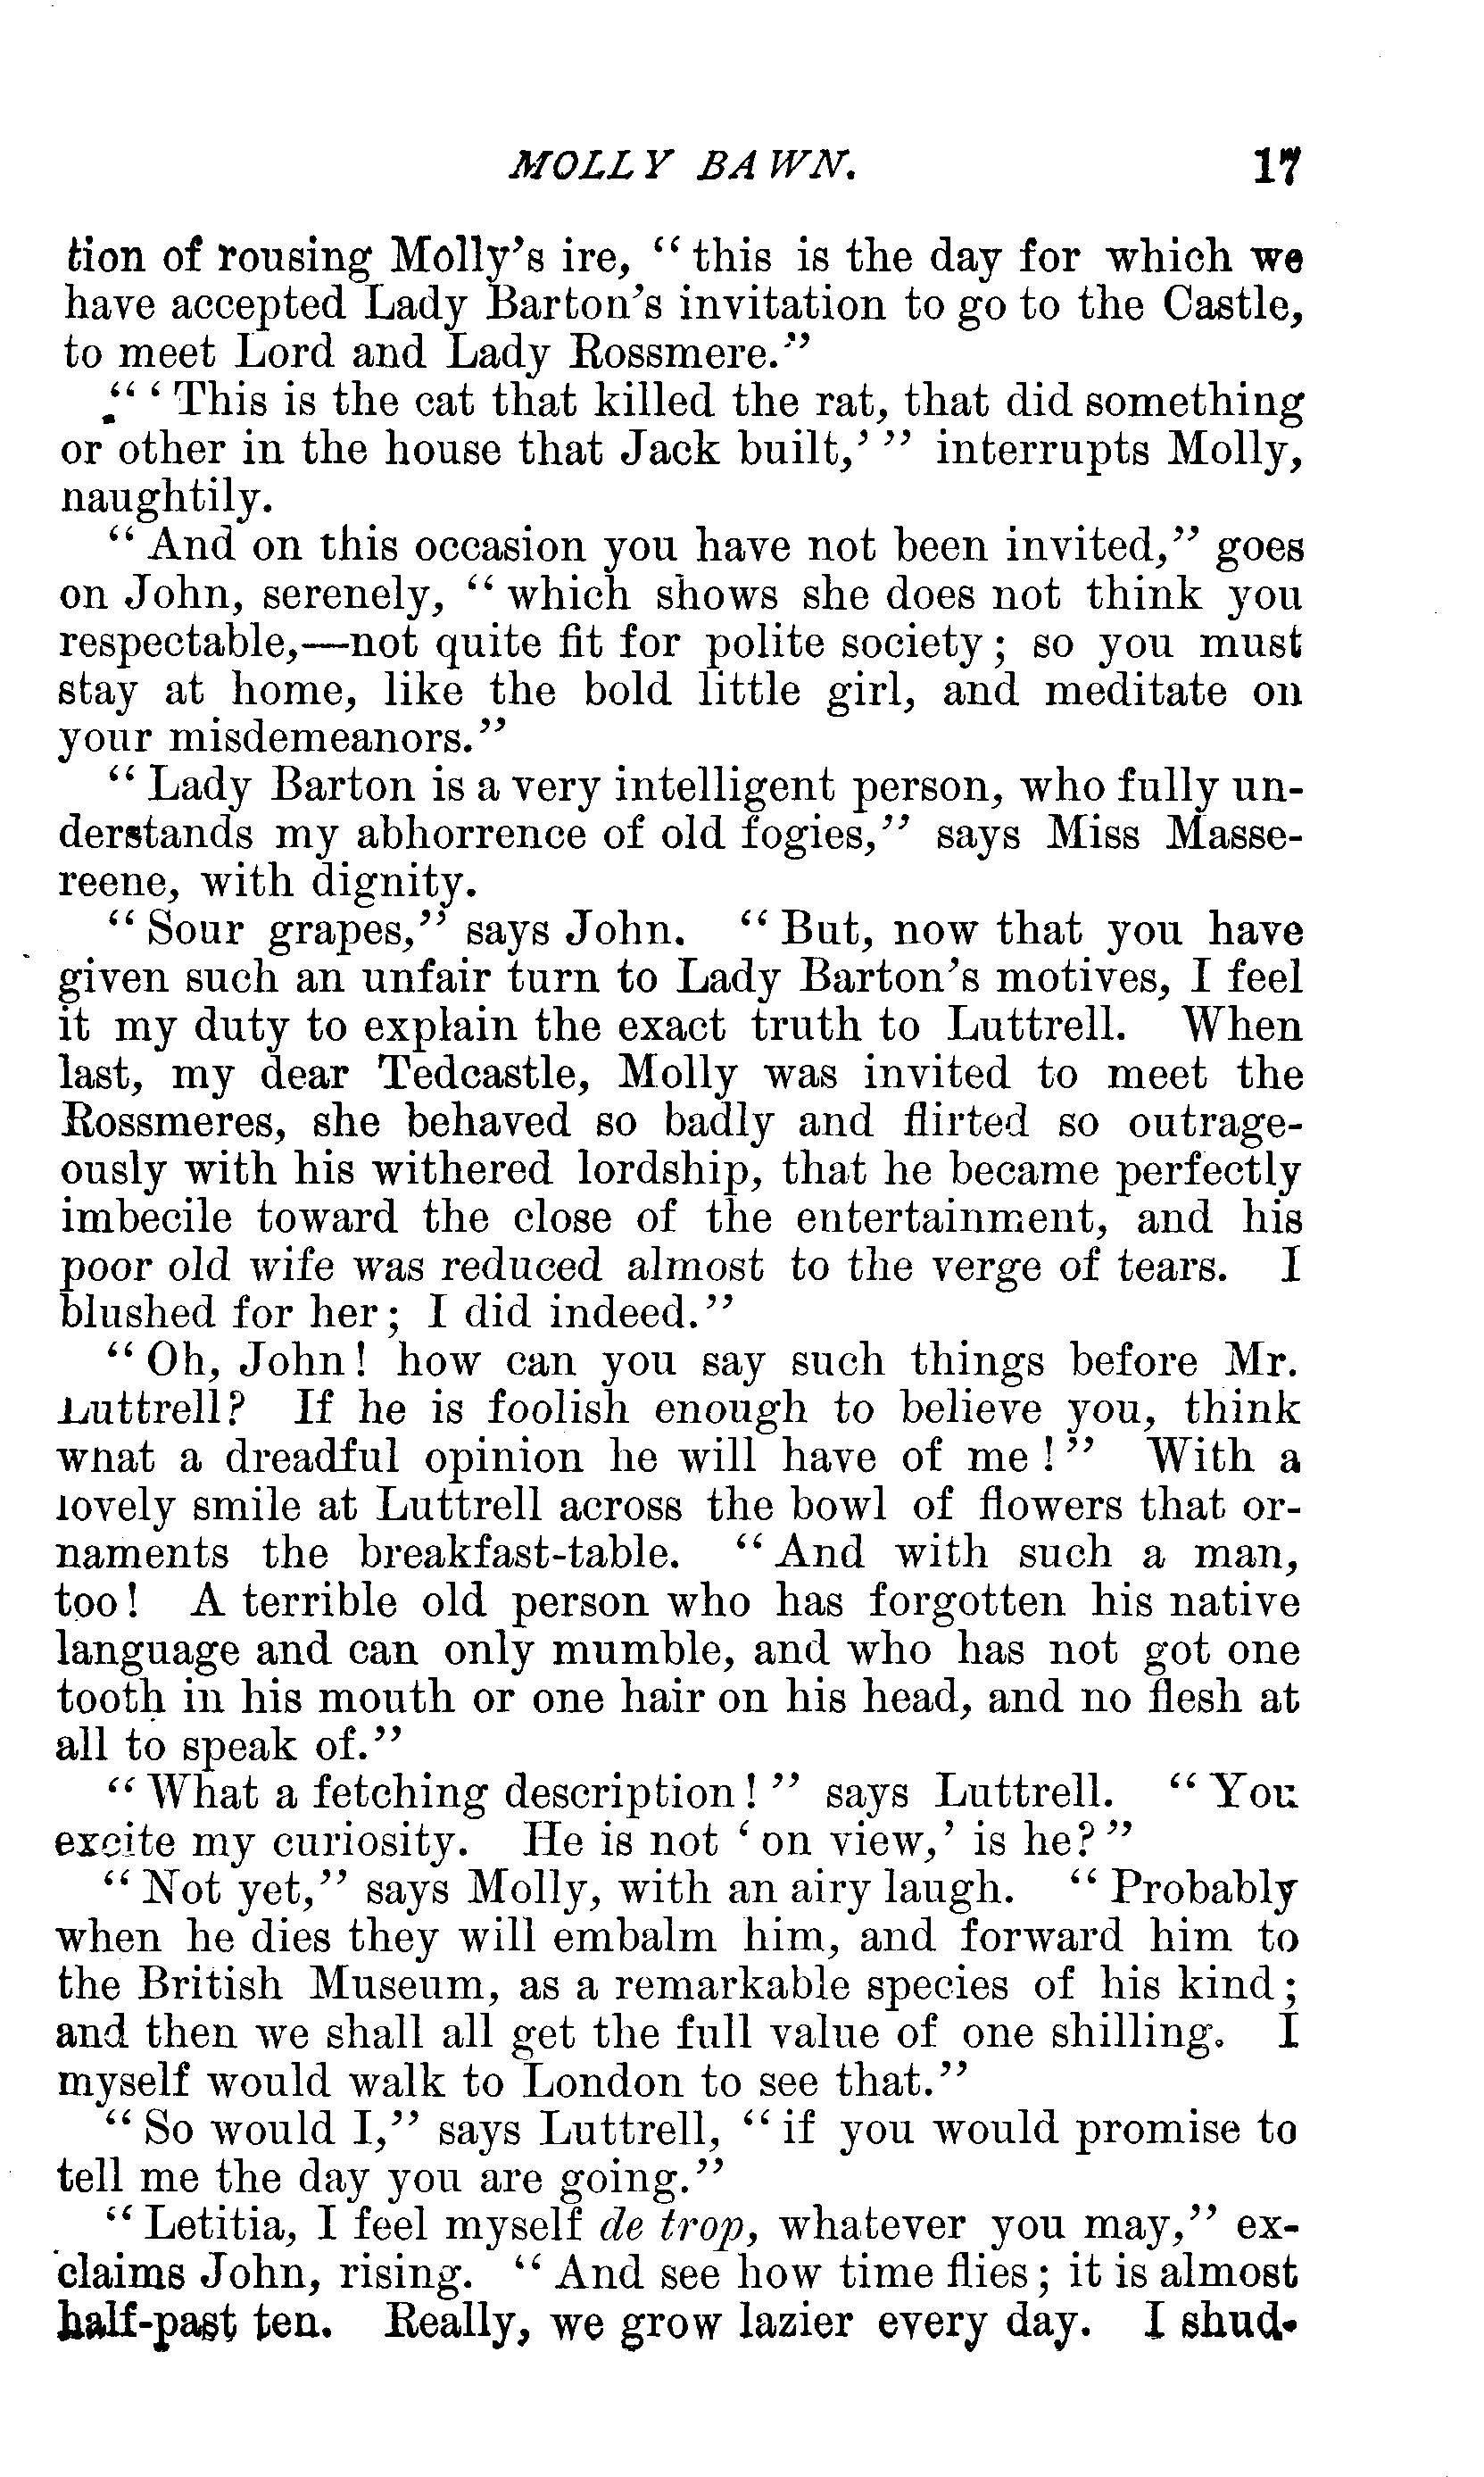 MOLLY BAWN. 17
tion of rousing Molly's ire, "this is the day for which we
have accepted Lady Barton's invitation to go to the Castle,
to meet Lord and Lady Rossmere."
"'This is the cat that killed the rat, that did something
or other in the house that Jack built,'" interrupts Molly,
naughtily.
"And on this occasion you have not been invited," goes
on John, serenely, "which shows she does not think you
respectable,—not quite fit for polite society; so you must
stay at home, like the bold little girl, and meditate on
your misdemeanors."
"Lady Barton is a very intelligent person, who fully un-
derstands my abhorrence of old fogies," says Miss Masse-
reene, with dignity.
"Sour grapes," says John. "But, now that you have
given such an unfair turn to Lady Barton's motives, I feel
it my duty to explain the exact truth to Luttrell. When
last, my dear Tedcastle, Molly was invited to meet the
Rossmeres, she behaved so badly and flirted so outrage-
ously with his withered lordship, that he became perfectly
imbecile toward the close of the entertainment, and his
poor old wife was reduced almost to the verge of tears. I
blushed for her; I did indeed."
"Oh, John! how can you say such things before Mr.
Luttrell? If he is foolish enough to believe you, think
what a dreadful opinion he will have of me!" With a
lovely smile at Luttrell across the bowl of flowers that or-
naments the breakfast-table. "And with such a man,
too! A terrible old person who has forgotten his native
language and can only mumble, and who has not got one
tooth in his mouth or one hair on his head, and no flesh at
all to speak of."
"What a fetching description!" says Luttrell. "You
excite my curiosity. He is not 'on view,' is he?"
"Not yet," says Molly, with an airy laugh. "Probably
when he dies they will embalm him, and forward him to
the British Museum, as a remarkable species of his kind;
and then we shall all get the full value of one shilling. I
myself would walk to London to see that."
"So would I," says Luttrell, "if you would promise to
tell me the day you are going."
"Letitia, I feel myself de trop, whatever you may," ex-
claims John, rising. "And see how time flies; it is almost
half-past ten. Really, we grow lazier every day. I shud-